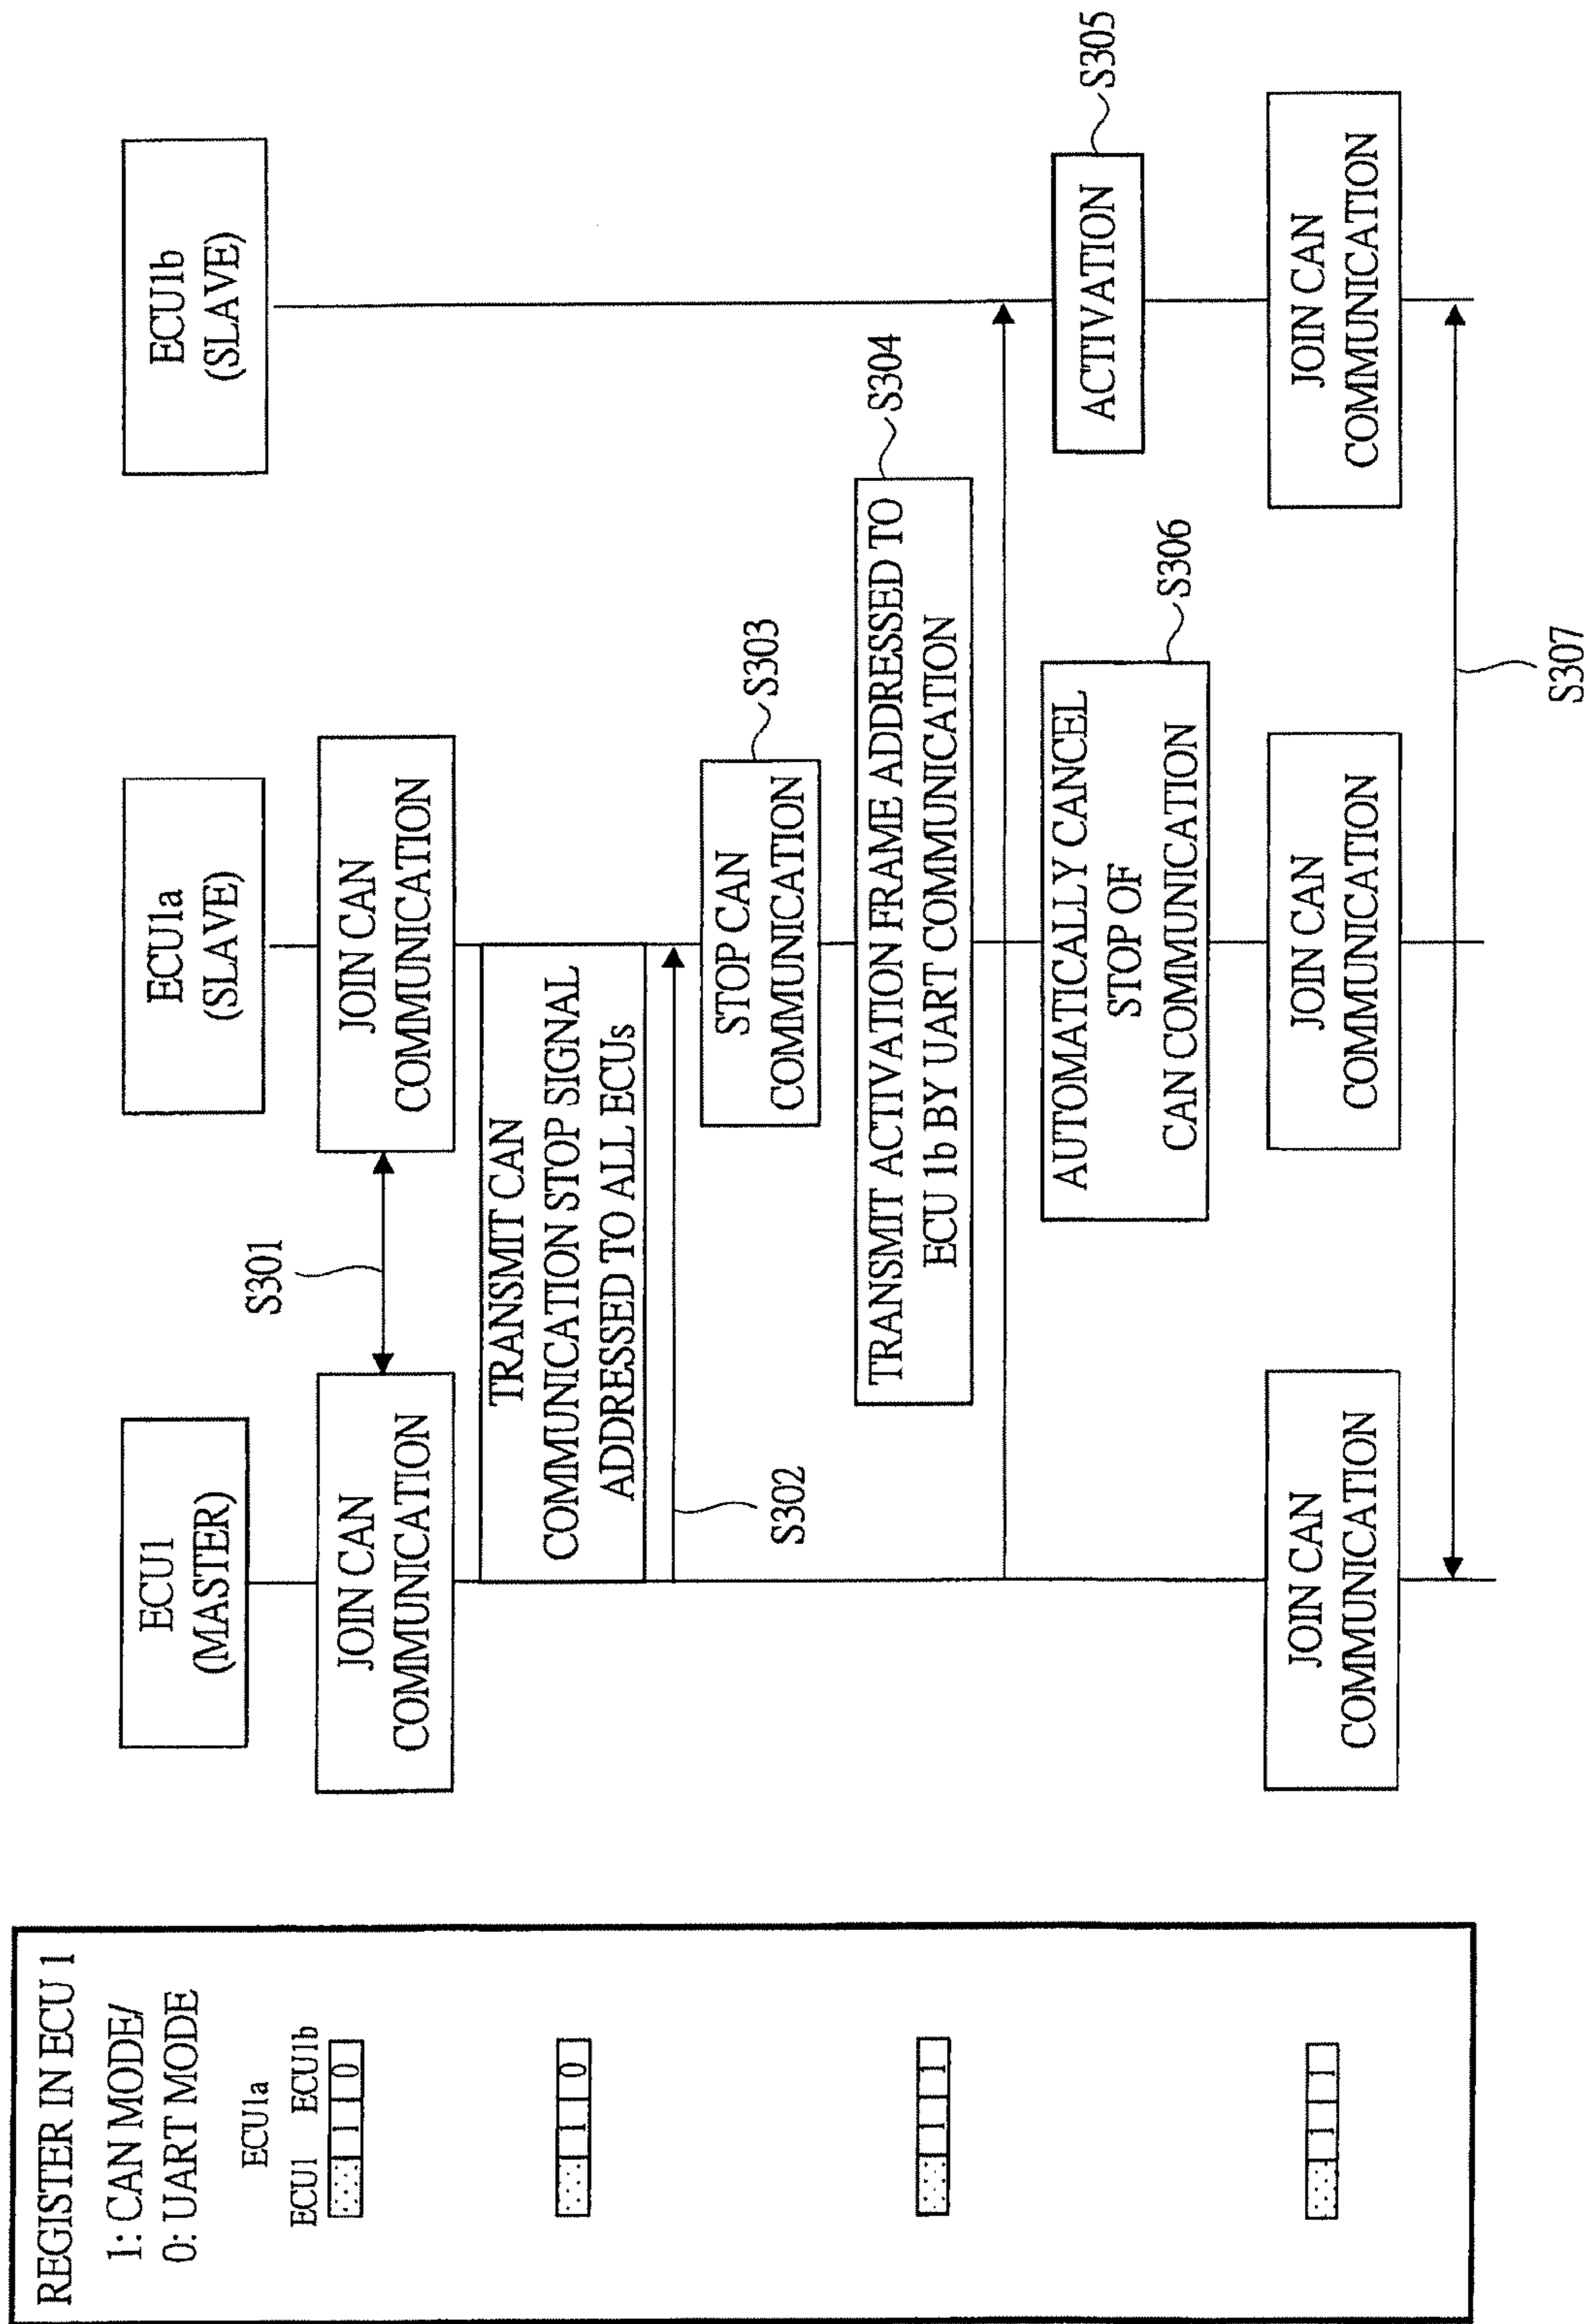 REGISTER IN ECU 1
1: CAN MODE/
0: UART MODE
ECU1a
ECU1 ECU1b
1 0
1 0
1 1
1 1
ECU1
(MASTER)
ECU1a
(SLAVE)
ECU1b
(SLAVE)
JOIN CAN
COMMUNICATION
S301
JOIN CAN
COMMUNICATION
TRANSMIT CAN
COMMUNICATION STOP SIGNAL
ADDRESSED TO ALL ECUs
S302
STOP CAN
COMMUNICATION
S303
TRANSMIT ACTIVATION FRAME ADDRESSED TO
ECU 1b BY UART COMMUNICATION
S304
ACTIVATION
S305
AUTOMATICALLY CANCEL
STOP OF
CAN COMMUNICATION
S306
JOIN CAN
COMMUNICATION
JOIN CAN
COMMUNICATION
JOIN CAN
COMMUNICATION
S307